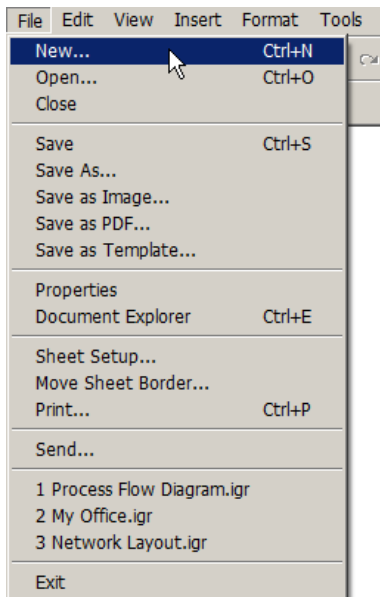 File Edit View Insert Format Tools
New... Ctrl+N
Open... Ctrl+O
Close
Save Ctrl+S
Save As...
Save as Image...
Save as PDF...
Save as Template...
Properties
Document Explorer Ctrl+E
Sheet Setup...
Move Sheet Border...
Print... Ctrl+P
Send...
1 Process Flow Diagram.igr
2 My Office.igr
3 Network Layout.igr
Exit